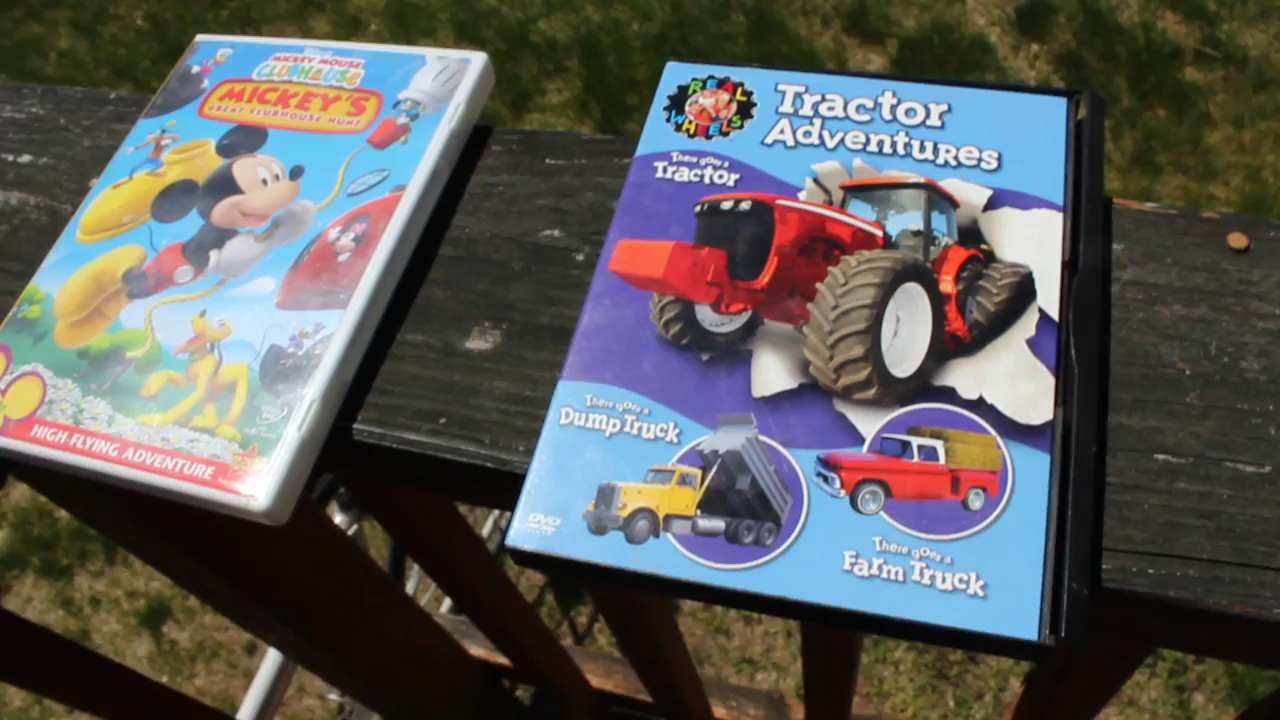 MICKEY MOUSE
CLUBHOUSE
MICKEY'S
GREAT CLUBHOUSE HUNT
HIGH-FLYING ADVENTURE
REAL
WHEELS
Tractor
Adventures
There goes a
Tractor
There goes a
Dump Truck
DVD
There goes a
Farm Truck